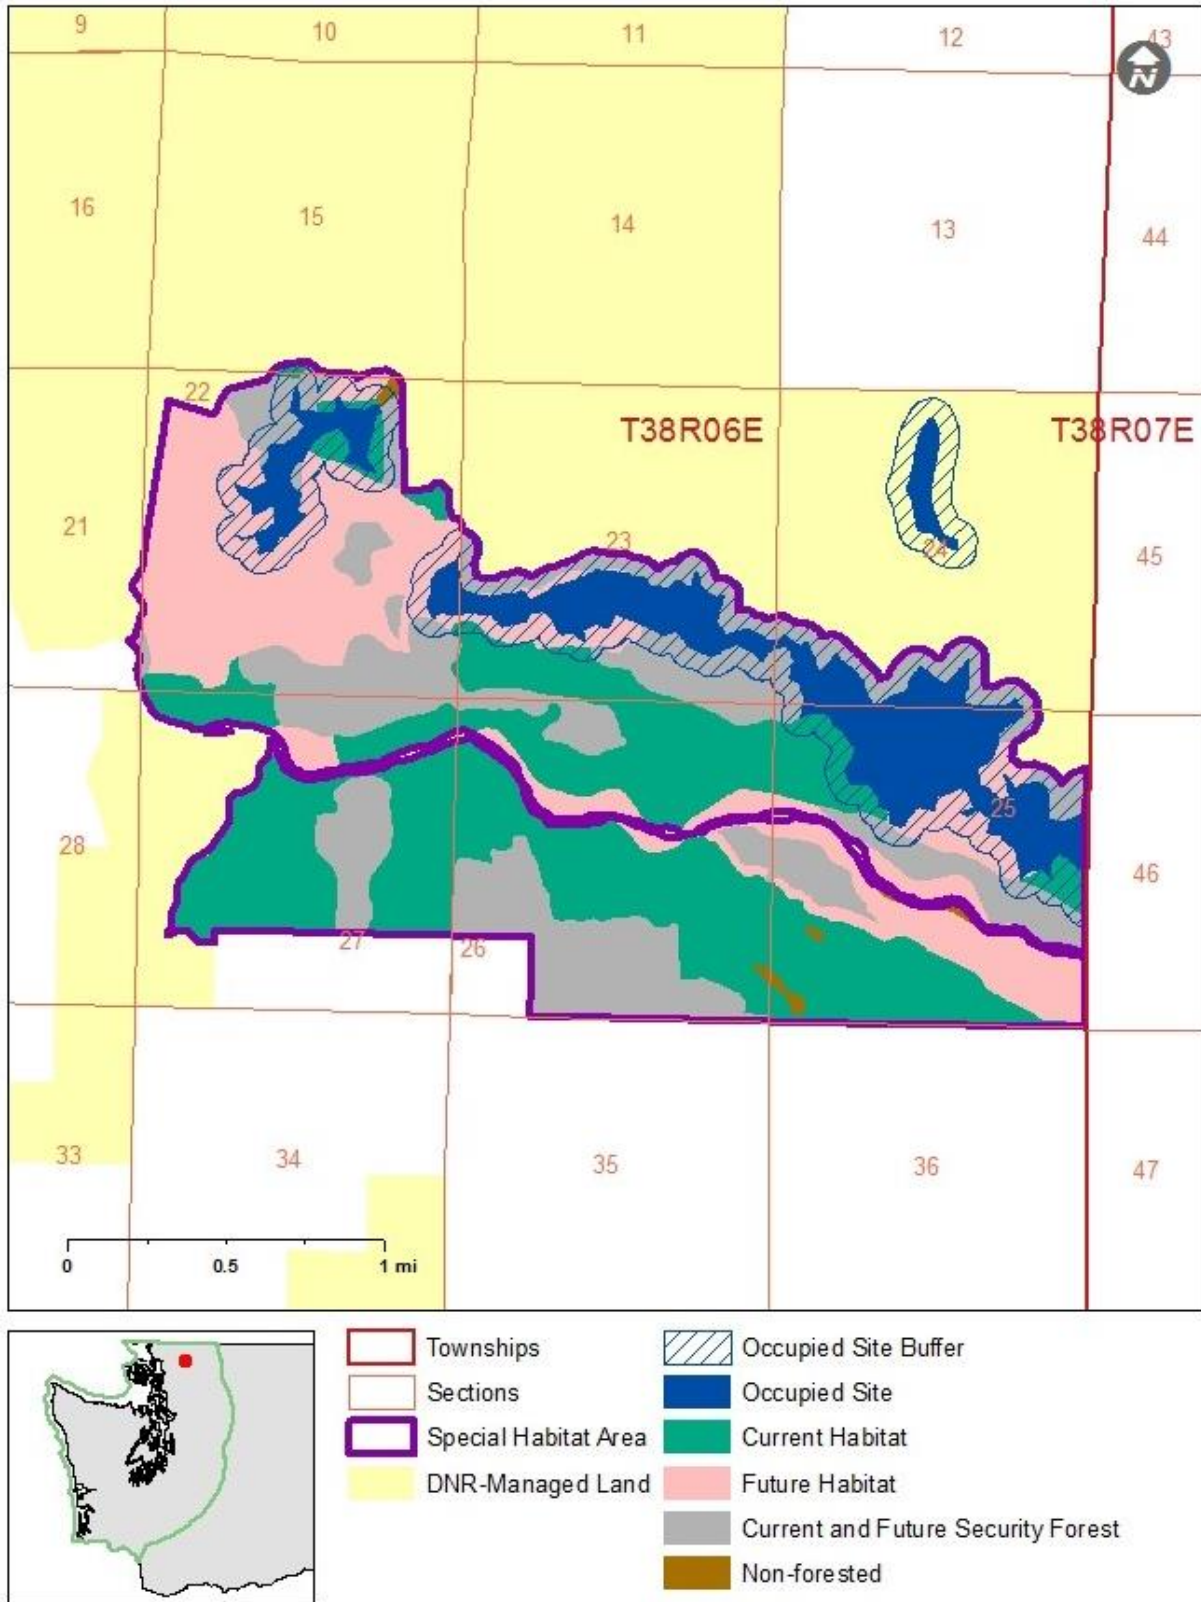 9
10
11
12
43
N
16
15
14
13
44
22
T38R06E
T38R07E
21
23
24
45
28
25
46
27
26
33
34
35
36
47
0
0.5
1 mi
Townships
Sections
Special Habitat Area
DNR-Managed Land
Occupied Site Buffer
Occupied Site
Current Habitat
Future Habitat
Current and Future Security Forest
Non-forested